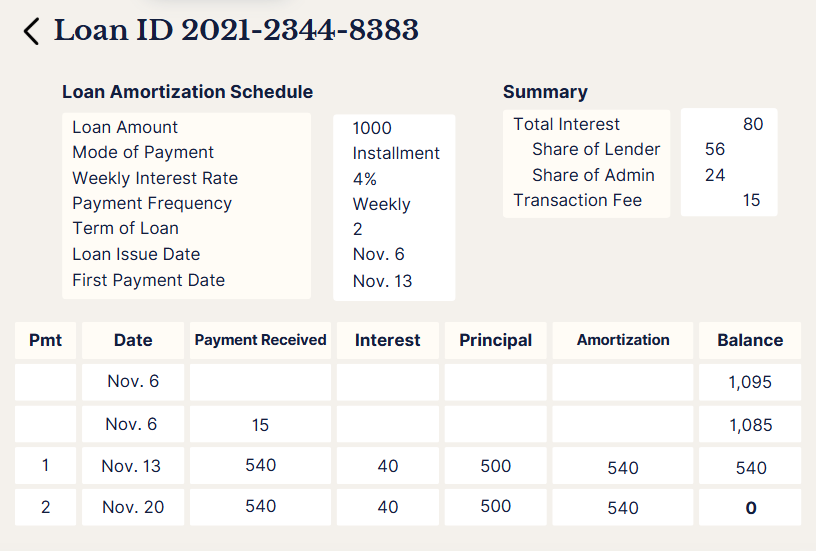 Loan ID 2021-2344-8383
Loan Amortization Schedule
Loan Amount 1000
Mode of Payment Installment
Weekly Interest Rate 4%
Payment Frequency Weekly
Term of Loan 2
Loan Issue Date Nov. 6
First Payment Date Nov. 13
Summary
Total Interest 80
Share of Lender 56
Share of Admin 24
Transaction Fee 15
Pmt Date Payment Received Interest Principal Amortization Balance
Nov. 6 1,095
Nov. 6 15 1,085
1 Nov. 13 540 40 500 540 540
2 Nov. 20 540 40 500 540 0